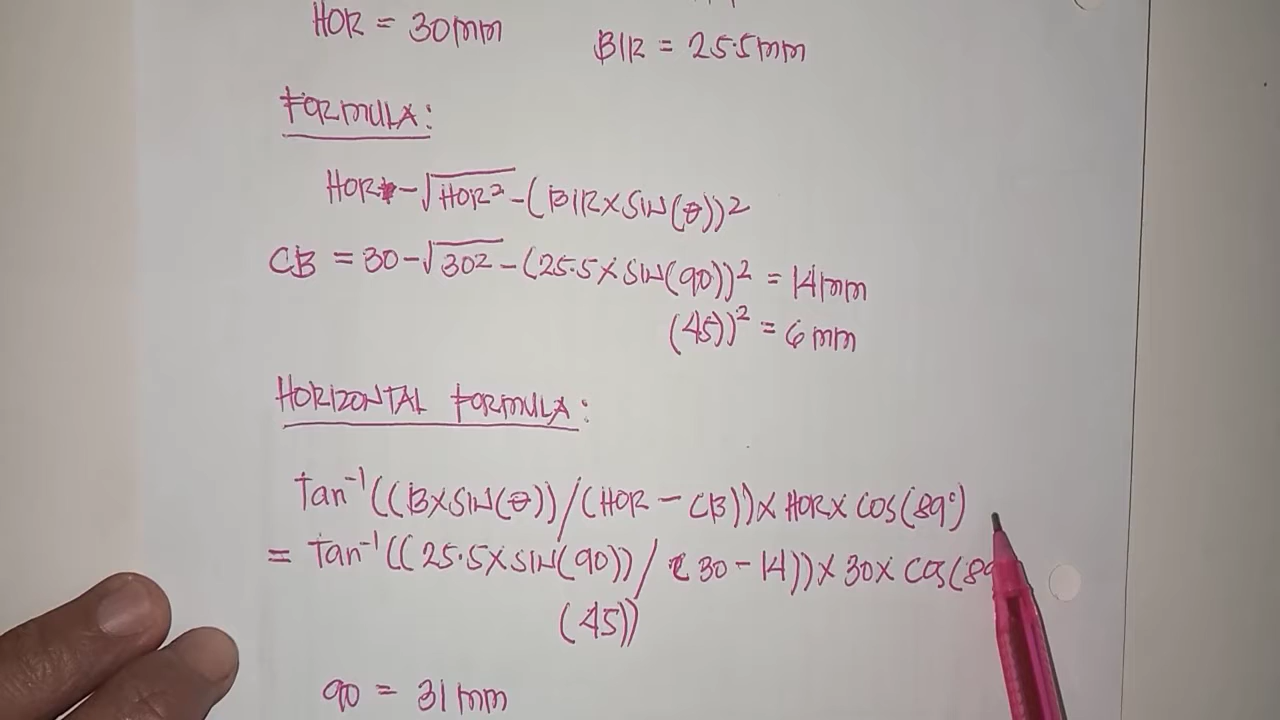 HOR = 30mm
BIR = 25.5mm
FORMULA:
HOR - √HOR² - (BIR × SIN(θ))²
CB = 30 - √30² - (25.5 × SIN(90))² = 14mm
(45))² = 6mm
HORIZONTAL FORMULA:
tan⁻¹((B × SIN(θ)) / (HOR - CB)) × HOR × COS(89°)
= tan⁻¹((25.5 × SIN(90)) / (30 - 14)) × 30 × COS(89
(45))
90 = 31mm